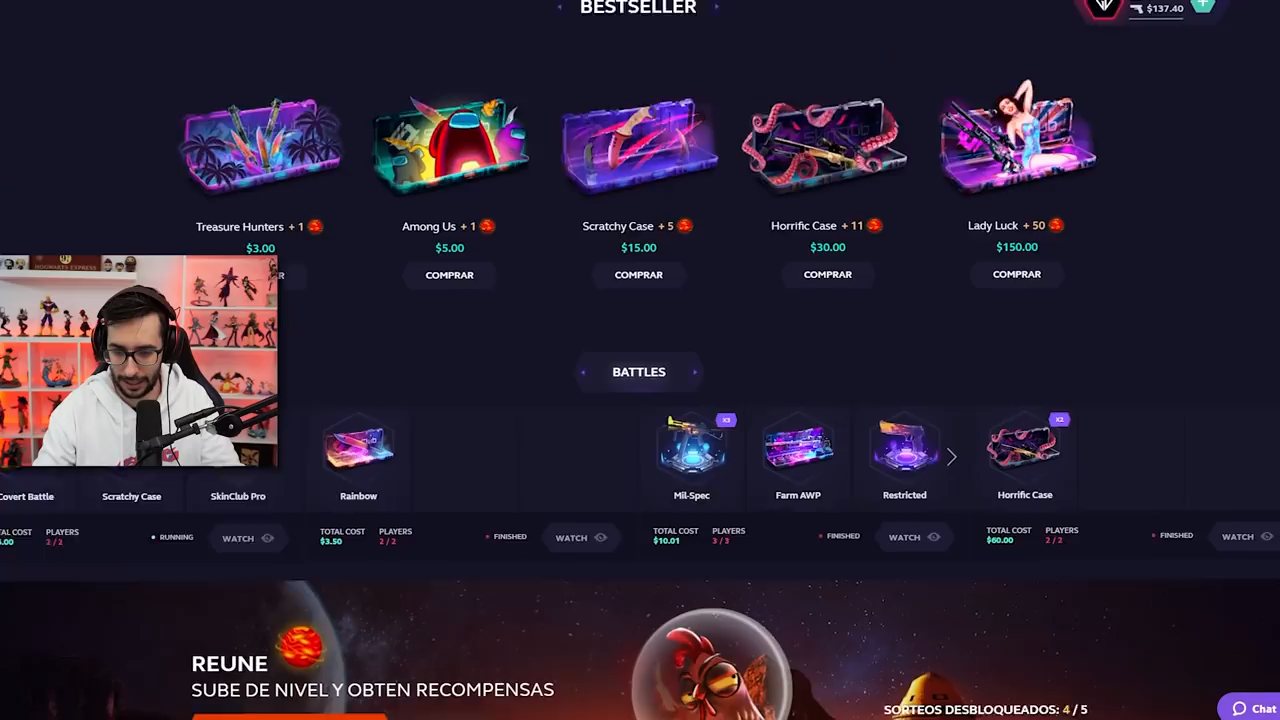 BESTSELLER
$137.40
Treasure Hunters + 1
$3.00
Among Us + 1
$5.00
COMPRAR
Scratchy Case + 5
$15.00
COMPRAR
Horrific Case + 11
$30.00
COMPRAR
Lady Luck + 50
$150.00
COMPRAR
HOGWARTS EXPRESS
BATTLES
Covert Battle
Scratchy Case
SkinClub Pro
PLAYERS
2 / 2
RUNNING
WATCH
Rainbow
TOTAL COST
$3.50
PLAYERS
2 / 2
FINISHED
WATCH
X3
Mil-Spec
Farm AWP
Restricted
TOTAL COST
$10.01
PLAYERS
3 / 3
FINISHED
WATCH
X2
Horrific Case
TOTAL COST
$60.00
PLAYERS
2 / 2
FINISHED
WATCH
REUNE
SUBE DE NIVEL Y OBTEN RECOMPENSAS
SORTEOS DESBLOQUEADOS: 4 / 5
Chat